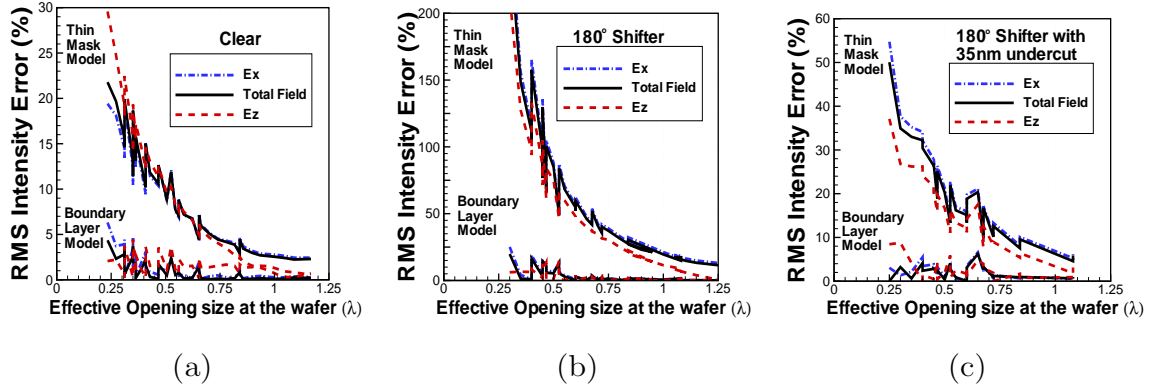 RMS Intensity Error (%)
30
25
20
15
10
5
0
Thin
Mask
Model
Clear
Ex
Total Field
Ez
Boundary
Layer
Model
0 0.25 0.5 0.75 1 1.25
Effective Opening size at the wafer (λ)
(a)
RMS Intensity Error (%)
200
150
100
50
0
Thin
Mask
Model
180° Shifter
Ex
Total Field
Ez
Boundary
Layer
Model
0 0.25 0.5 0.75 1 1.25
Effective Opening size at the wafer (λ)
(b)
RMS Intensity Error (%)
60
50
40
30
20
10
0
Thin
Mask
Model
180° Shifter with
35nm undercut
Ex
Total Field
Ez
Boundary
Layer
Model
0 0.25 0.5 0.75 1 1.25
Effective Opening size at the wafer (λ)
(c)